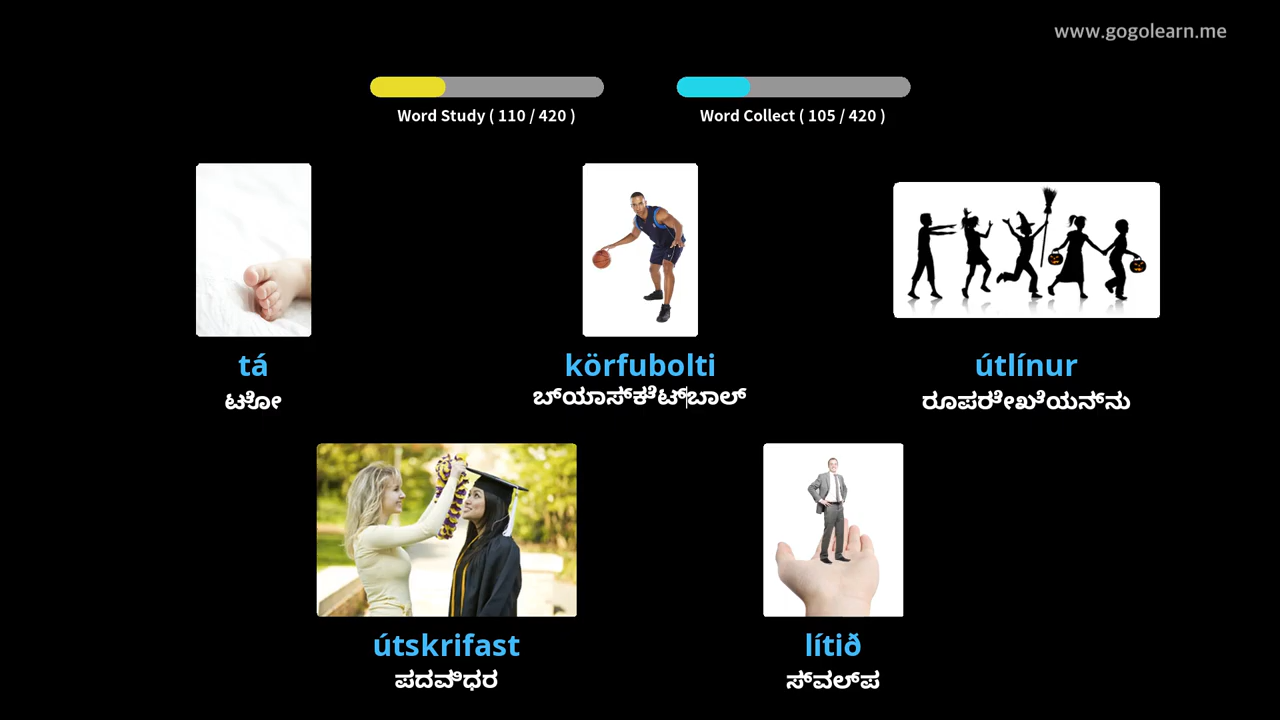 www.gogolearn.me
Word Study ( 110 / 420 )
Word Collect ( 105 / 420 )
tá
ಟೋ
körfubolti
ಬ್ಯಾಸ್ಕೆಟ್‌ಬಾಲ್
útlínur
ರೂಪರೇಖೆಯನ್ನು
útskrifast
ಪದವಿಧರ
lítið
ಸ್ವಲ್ಪ